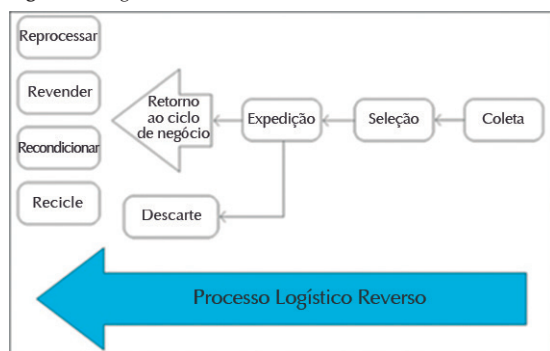 Reprocessar
Revender
Recondicionar
Recicle
Retorno
ao ciclo
de negócio
Expedição
Seleção
Coleta
Descarte
Processo Logístico Reverso